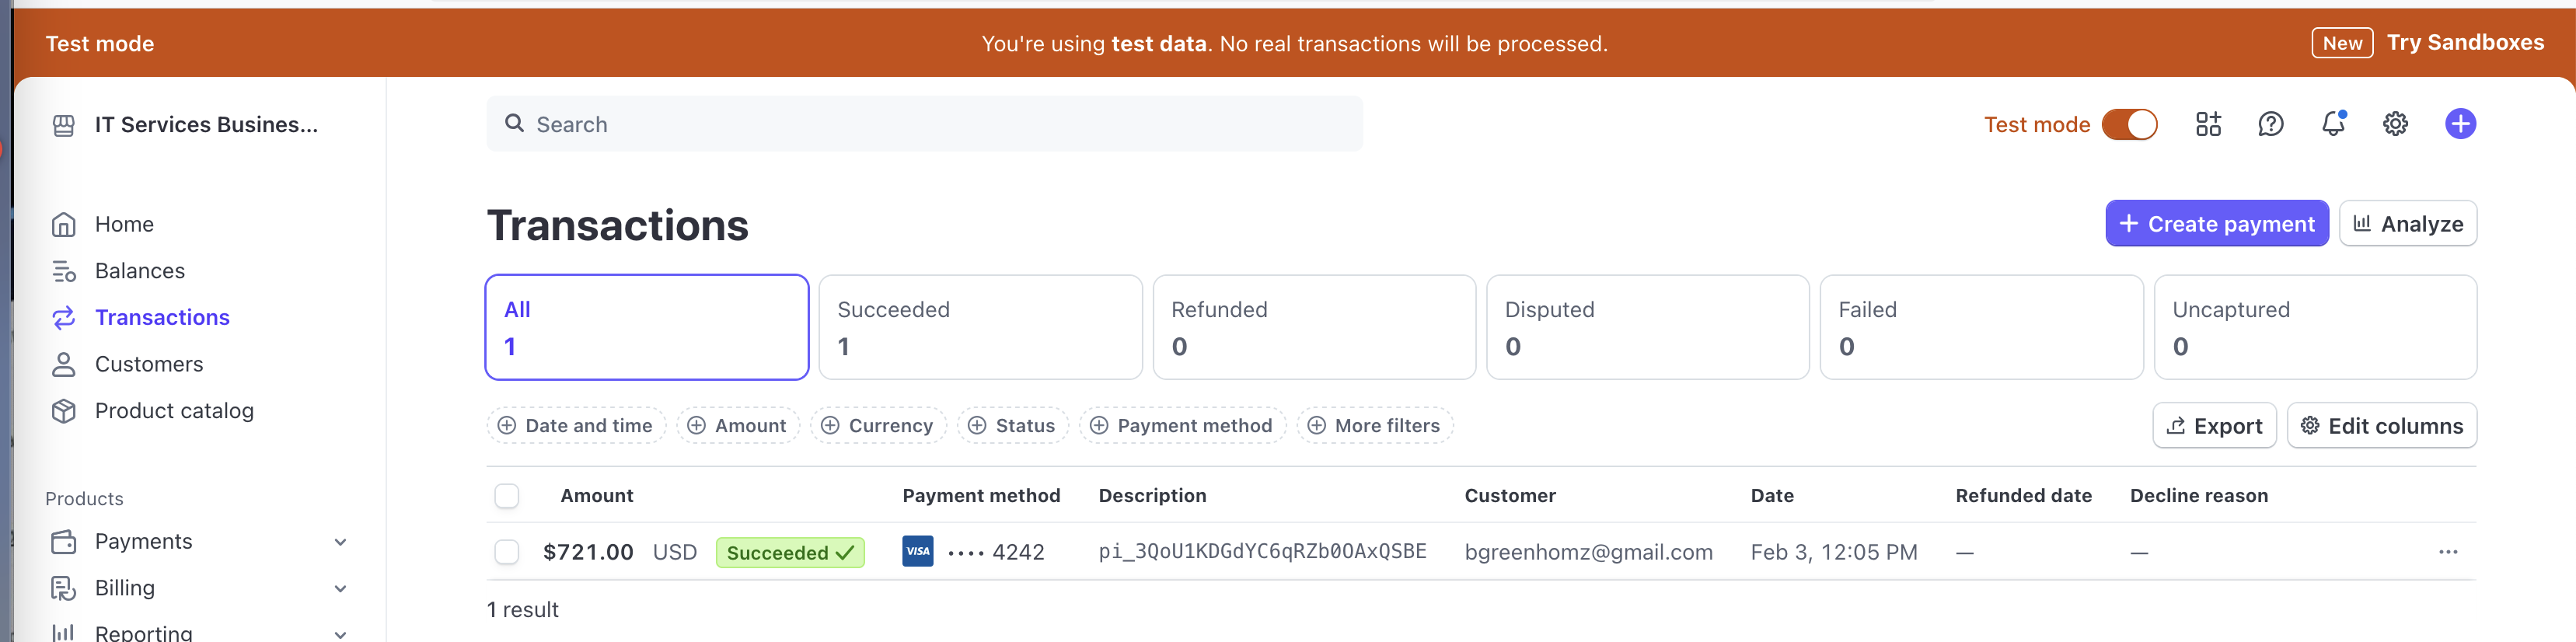 Test mode
You're using test data. No real transactions will be processed.
New Try Sandboxes
IT Services Busines...
Search
Test mode
Home
Balances
Transactions
Customers
Product catalog
Products
Payments
Billing
Reporting
Transactions
+ Create payment
Analyze
All
1
Succeeded
1
Refunded
0
Disputed
0
Failed
0
Uncaptured
0
Date and time
Amount
Currency
Status
Payment method
More filters
Export
Edit columns
Amount Payment method Description Customer Date Refunded date Decline reason
$721.00 USD Succeeded ✓ VISA •••• 4242 pi_3QoU1KDGdYC6qRZb0OAxQSBE bgreenhomz@gmail.com Feb 3, 12:05 PM — — ···
1 result